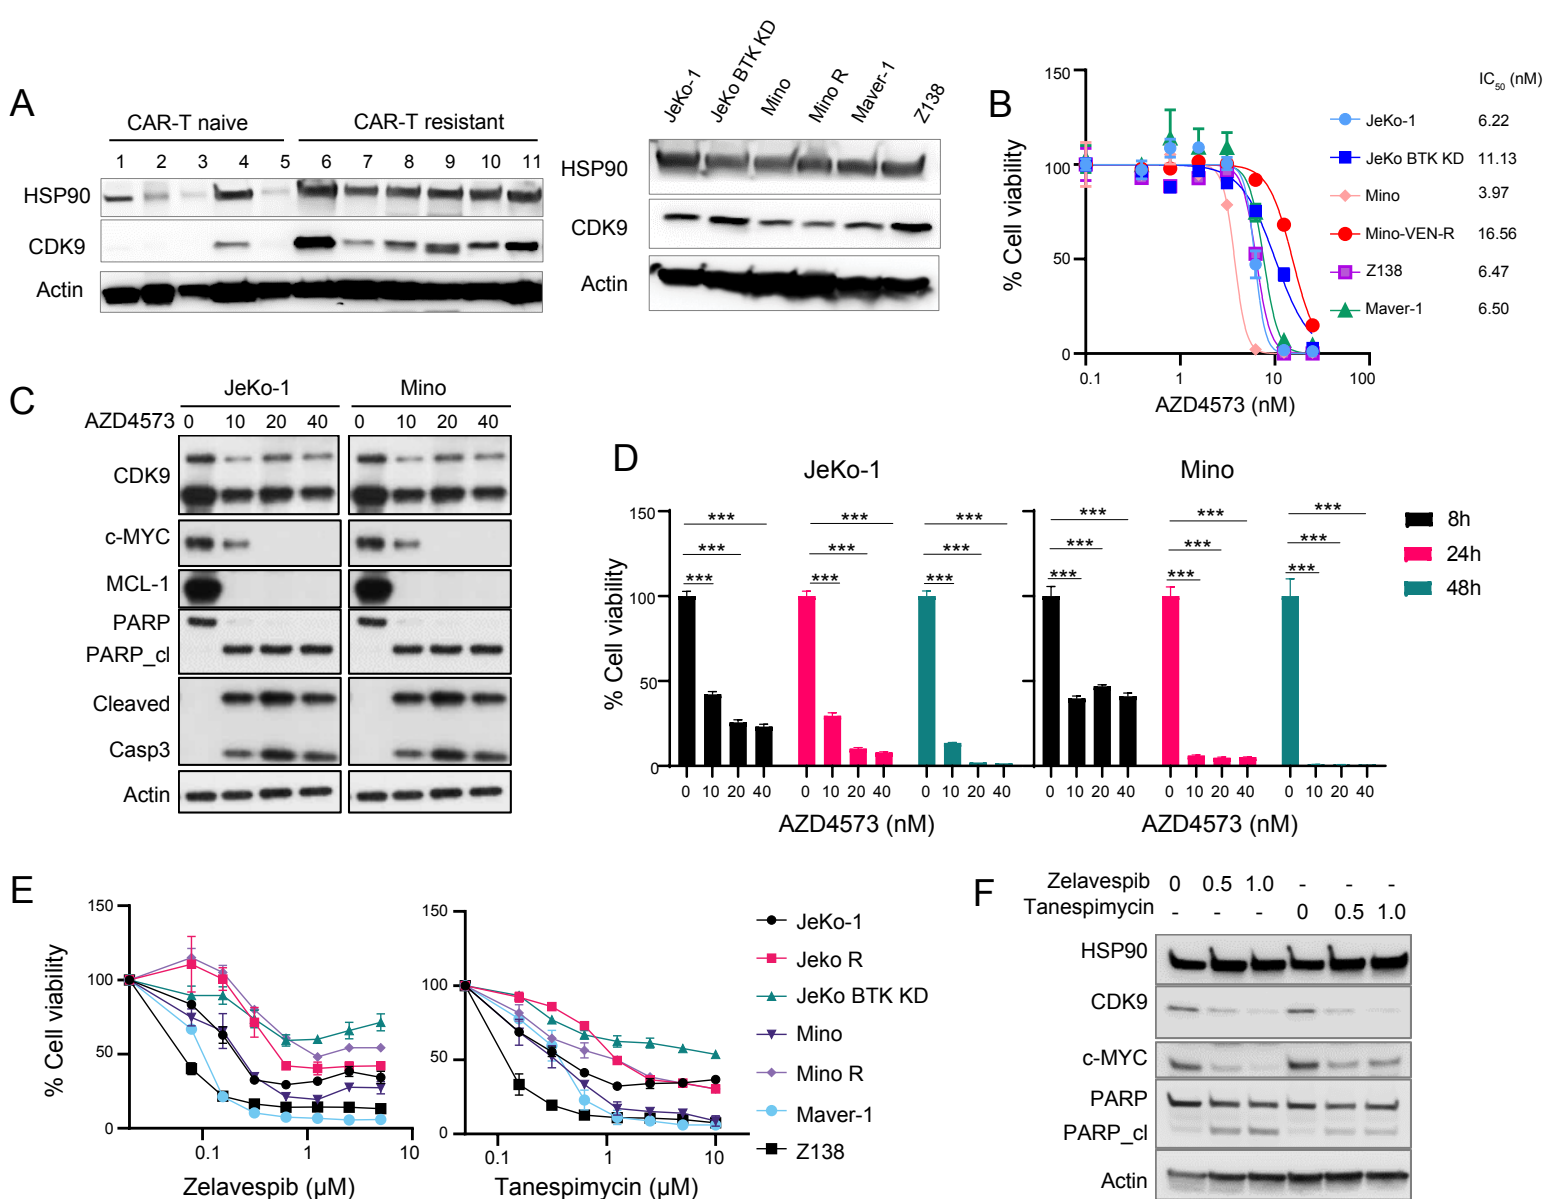 A
CAR-T naive CAR-T resistant
1 2 3 4 5 6 7 8 9 10 11
HSP90
CDK9
Actin
JeKo-1 JeKo BTK KD Mino Mino R Maver-1 Z138
HSP90
CDK9
Actin
B
% Cell viability
150
100
50
0
0.1 1 10 100
AZD4573 (nM)
IC50 (nM)
JeKo-1 6.22
JeKo BTK KD 11.13
Mino 3.97
Mino-VEN-R 16.56
Z138 6.47
Maver-1 6.50
C
JeKo-1 Mino
AZD4573 0 10 20 40 0 10 20 40
CDK9
c-MYC
MCL-1
PARP
PARP_cl
Cleaved
Casp3
Actin
D
JeKo-1 Mino
% Cell viability
150
100
50
0
*** *** ***
*** *** ***
*** *** ***
*** *** ***
*** *** ***
*** *** ***
0 10 20 40 0 10 20 40 0 10 20 40
0 10 20 40 0 10 20 40 0 10 20 40
AZD4573 (nM) AZD4573 (nM)
8h
24h
48h
E
% Cell viability
150
100
50
0
0.1 1 10
Zelavespib (µM)
150
100
50
0
0.1 1 10
Tanespimycin (µM)
JeKo-1
Jeko R
JeKo BTK KD
Mino
Mino R
Maver-1
Z138
F
Zelavespib 0 0.5 1.0 - - -
Tanespimycin - - - 0 0.5 1.0
HSP90
CDK9
c-MYC
PARP
PARP_cl
Actin